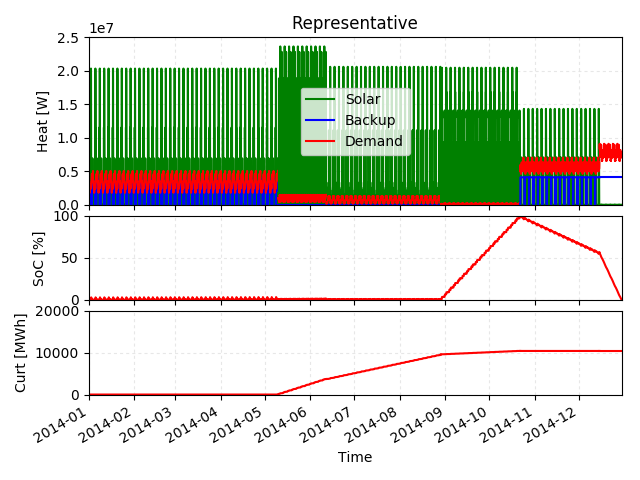 Representative
1e7
2.5
2.0
1.5
1.0
0.5
0.0
Heat [W]
Solar
Backup
Demand
100
50
0
SoC [%]
20000
10000
0
Curt [MWh]
2014-01
2014-02
2014-03
2014-04
2014-05
2014-06
2014-07
2014-08
2014-09
2014-10
2014-11
2014-12
Time